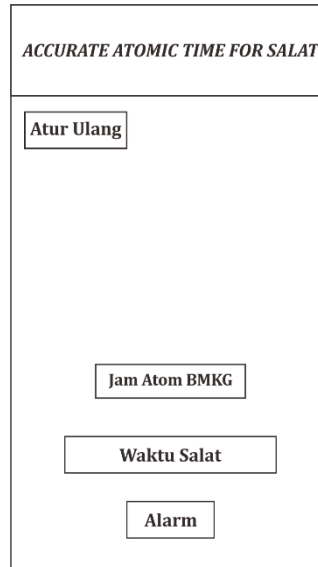 ACCURATE ATOMIC TIME FOR SALAT
Atur Ulang
Jam Atom BMKG
Waktu Salat
Alarm